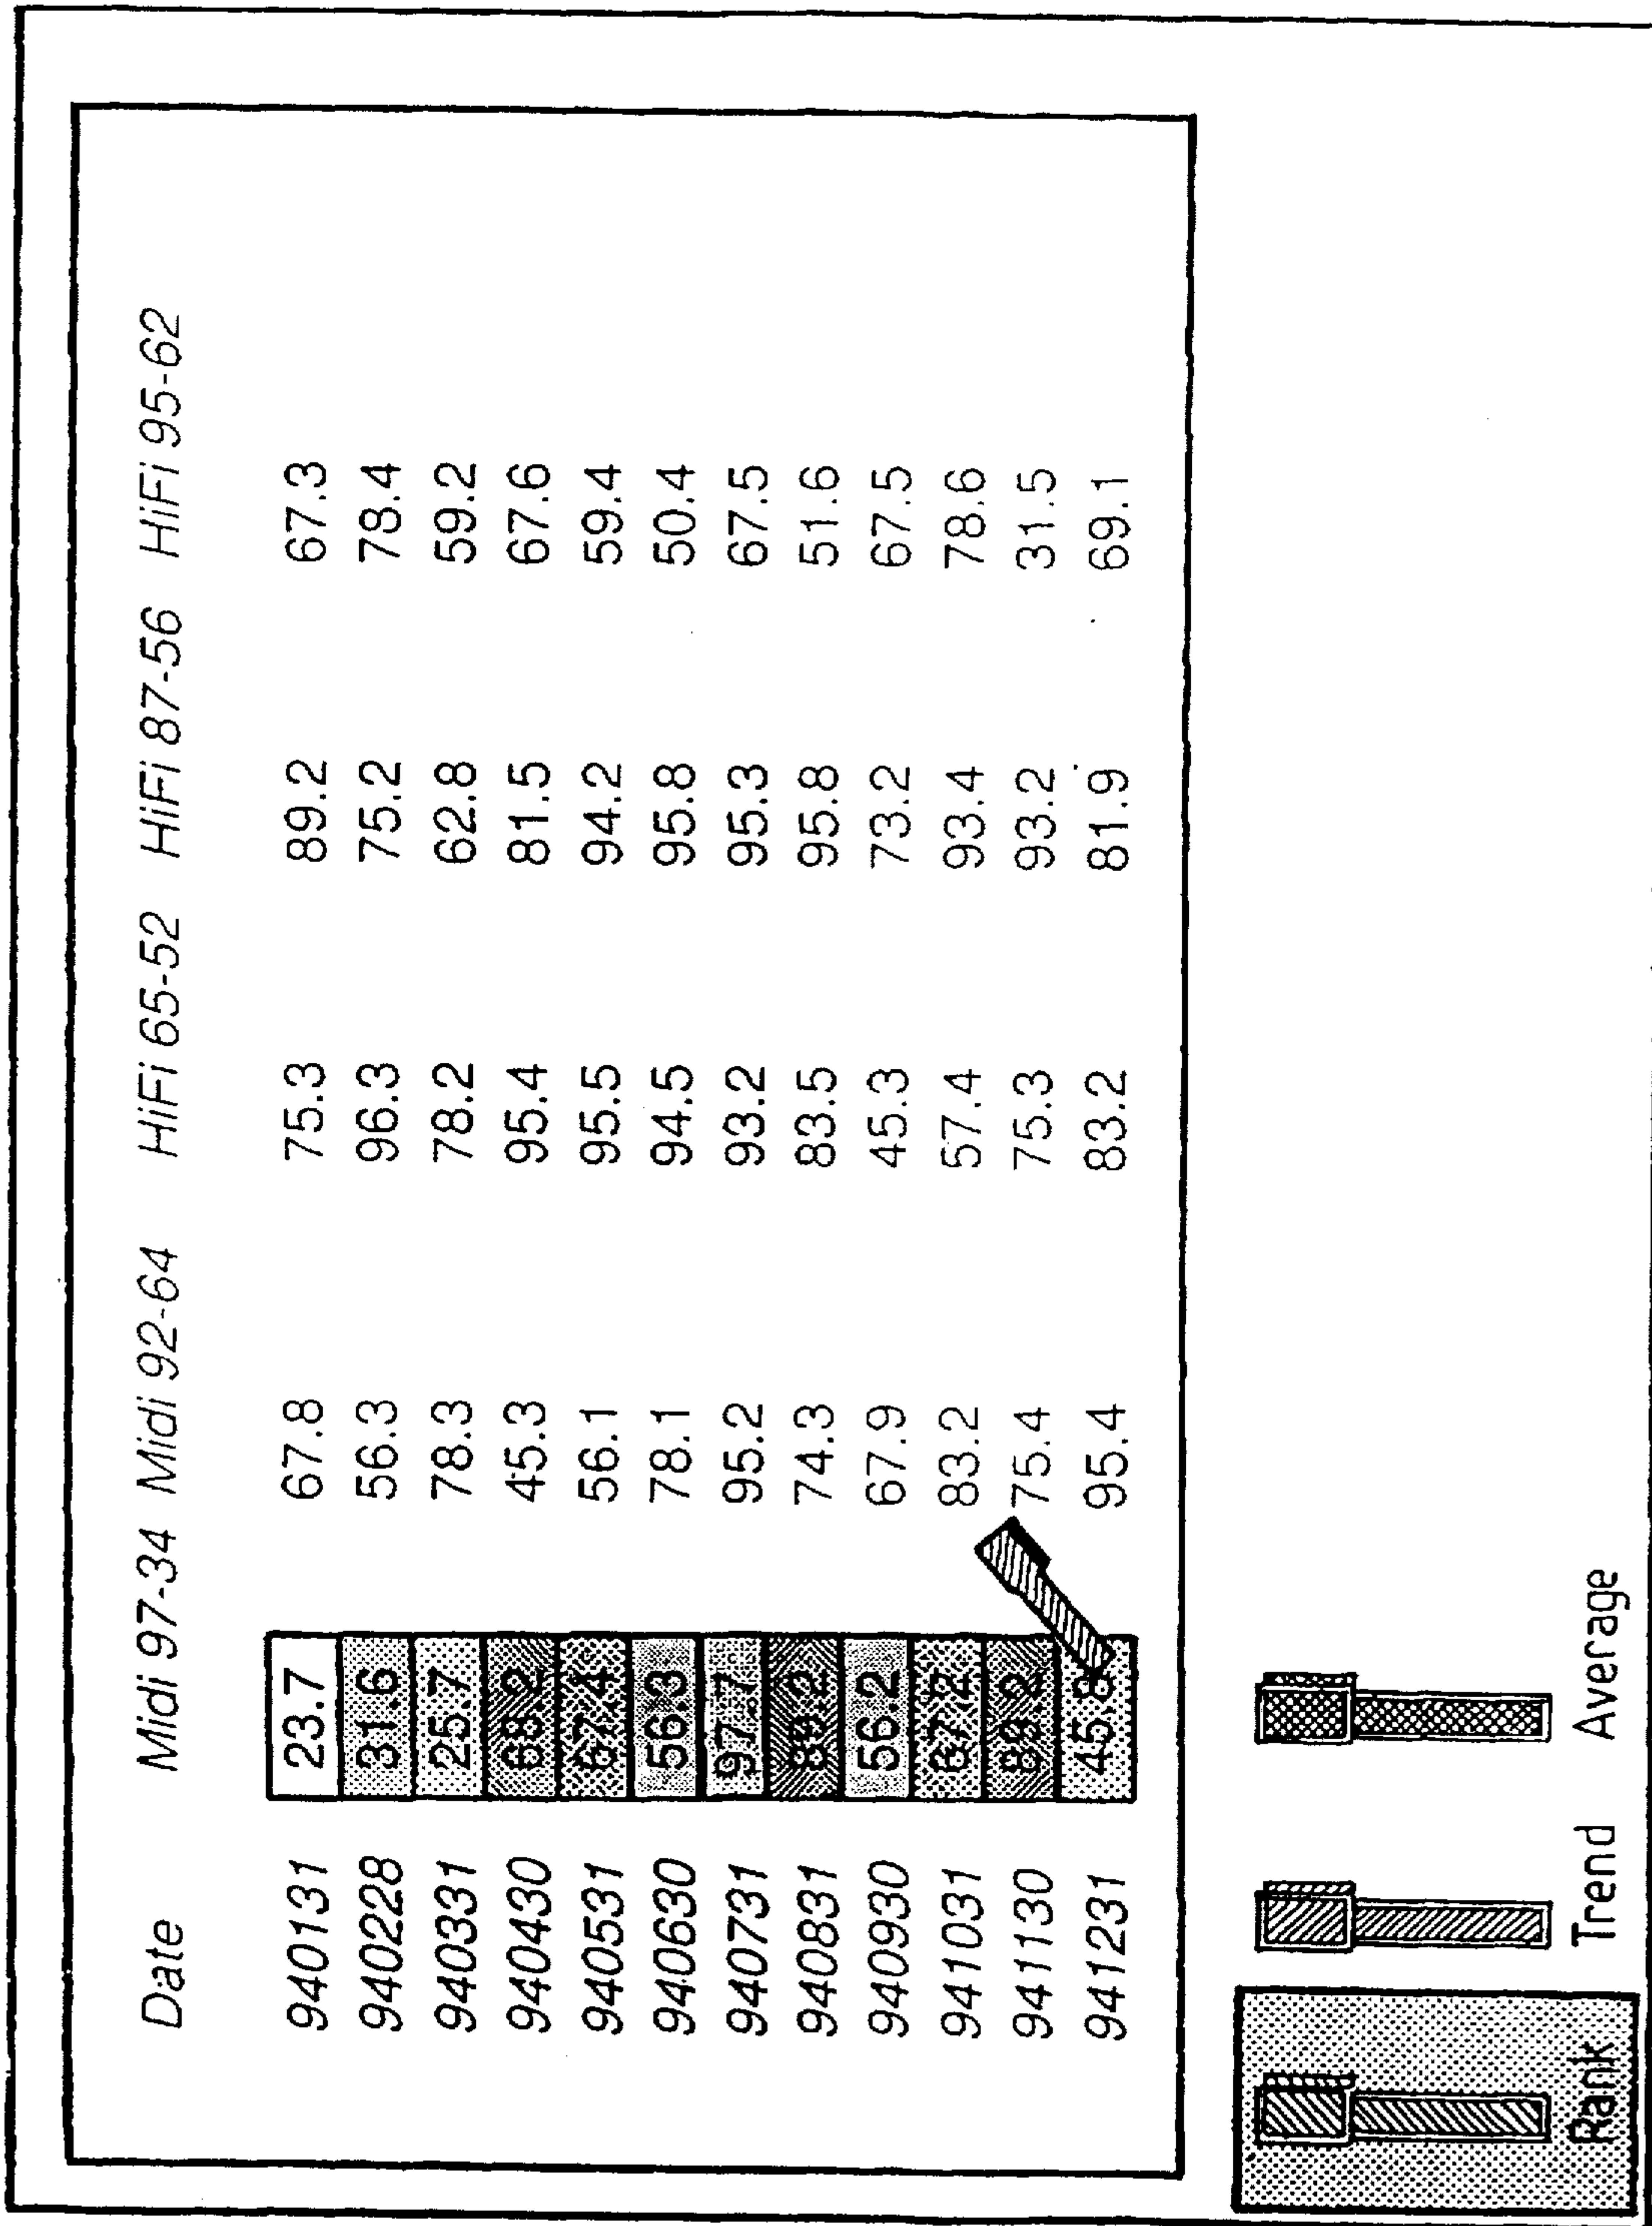 Date Midi 97-34 Midi 92-64 HiFi 65-52 HiFi 87-56 HiFi 95-62
940131 23.7 67.8 75.3 89.2 67.3
940228 31.6 56.3 96.3 75.2 78.4
940331 25.7 78.3 78.2 62.8 59.2
940430 68.2 45.3 95.4 81.5 67.6
940531 67.4 56.1 95.5 94.2 59.4
940630 56.3 78.1 94.5 95.8 50.4
940731 97.7 95.2 93.2 95.3 67.5
940831 89.2 74.3 83.5 95.8 51.6
940930 56.2 67.9 45.3 73.2 67.5
941031 83.2 57.4 93.4 78.6
941130 75.4 75.3 93.2 31.5
941231 45.8 95.4 83.2 81.9 69.1
Rank Trend Average